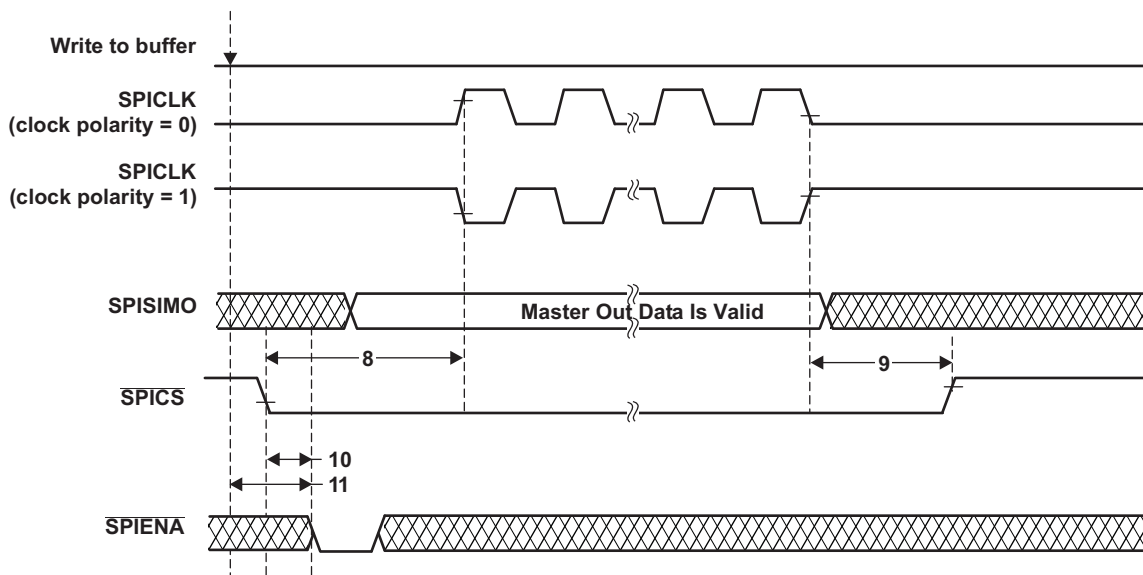 Write to buffer
SPICLK
(clock polarity = 0)
SPICLK
(clock polarity = 1)
SPISIMO
Master Out Data Is Valid
8
9
SPICS
10
11
SPIENA